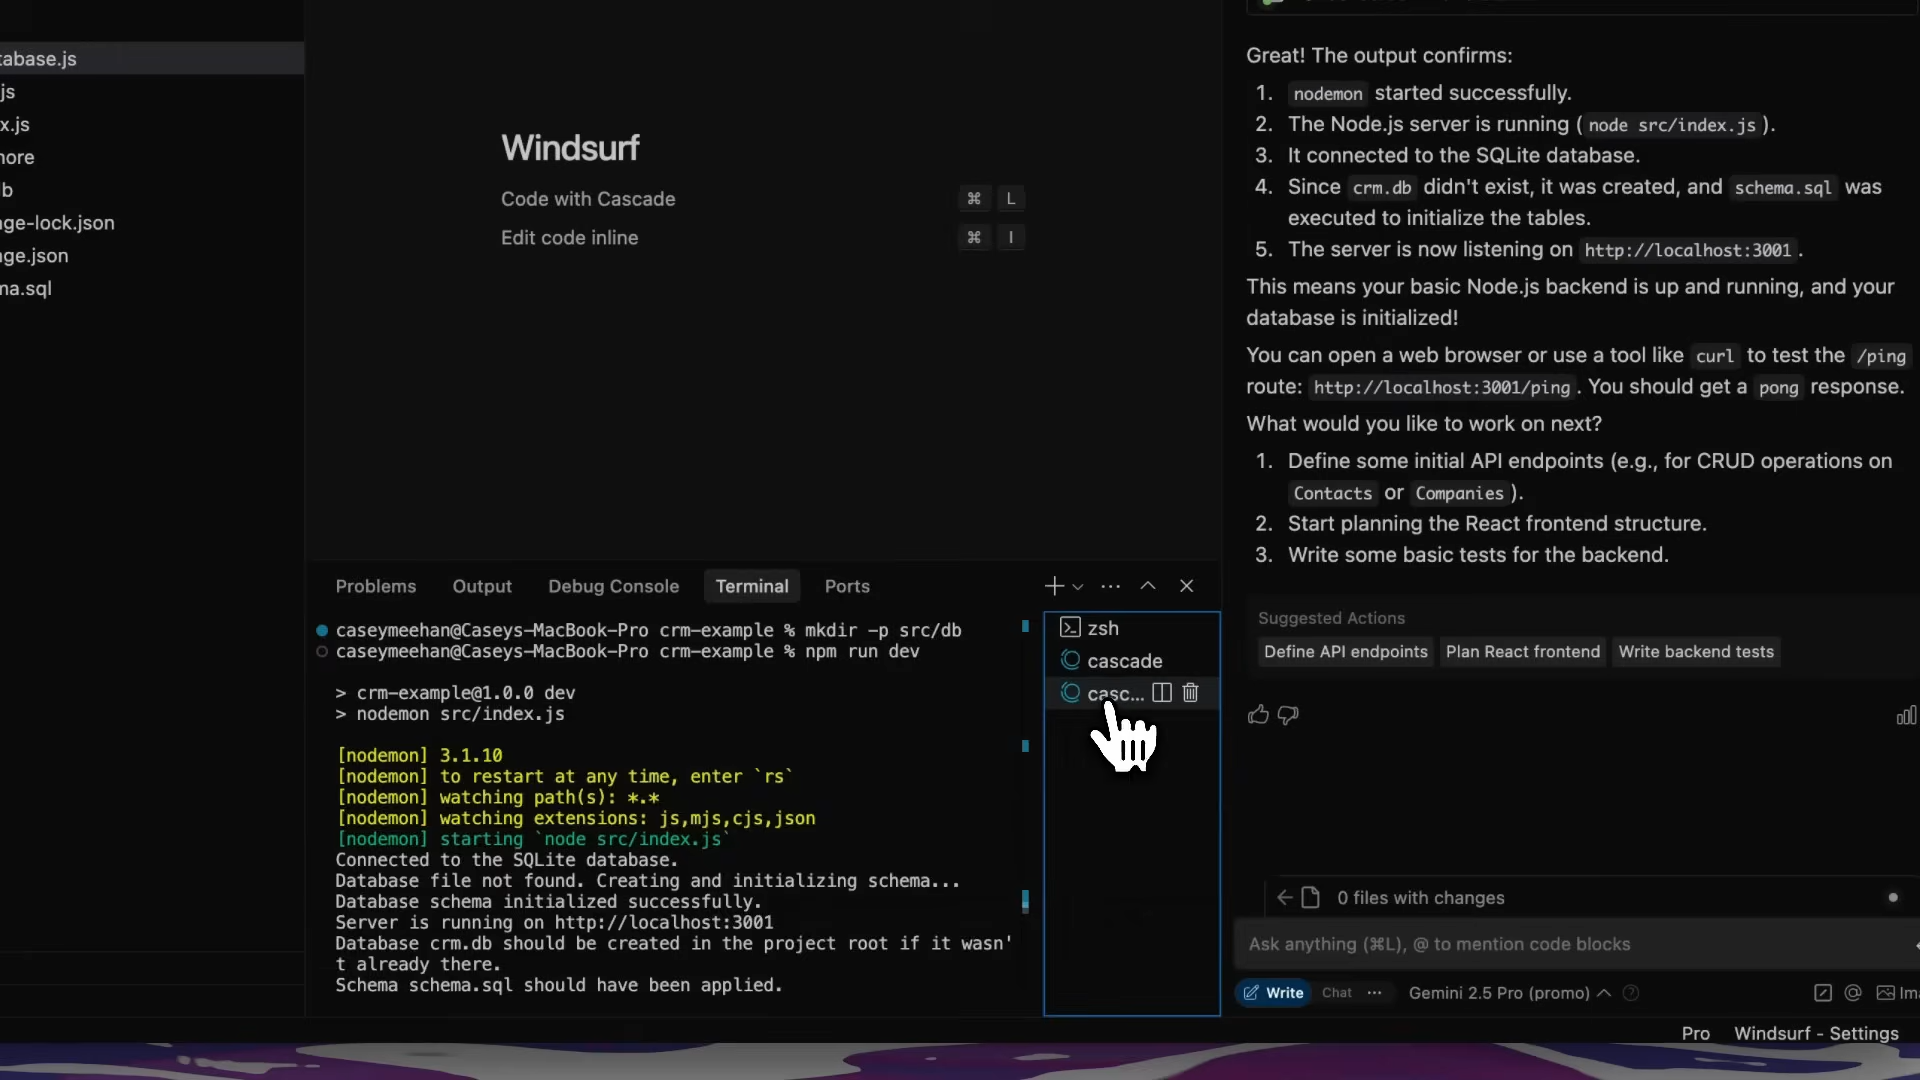 tabase.js
js
x.js
nore
b
age-lock.json
age.json
ma.sql
Windsurf
Code with Cascade ⌘ L
Edit code inline ⌘ I
Problems Output Debug Console Terminal Ports
caseymeehan@Caseys-MacBook-Pro crm-example % mkdir -p src/db
caseymeehan@Caseys-MacBook-Pro crm-example % npm run dev
> crm-example@1.0.0 dev
> nodemon src/index.js
[nodemon] 3.1.10
[nodemon] to restart at any time, enter `rs`
[nodemon] watching path(s): *.*
[nodemon] watching extensions: js,mjs,cjs,json
[nodemon] starting `node src/index.js`
Connected to the SQLite database.
Database file not found. Creating and initializing schema...
Database schema initialized successfully.
Server is running on http://localhost:3001
Database crm.db should be created in the project root if it wasn'
t already there.
Schema schema.sql should have been applied.
zsh
cascade
casc...
Great! The output confirms:
1. nodemon started successfully.
2. The Node.js server is running ( node src/index.js ).
3. It connected to the SQLite database.
4. Since crm.db didn't exist, it was created, and schema.sql was
executed to initialize the tables.
5. The server is now listening on http://localhost:3001 .
This means your basic Node.js backend is up and running, and your
database is initialized!
You can open a web browser or use a tool like curl to test the /ping
route: http://localhost:3001/ping . You should get a pong response.
What would you like to work on next?
1. Define some initial API endpoints (e.g., for CRUD operations on
Contacts or Companies ).
2. Start planning the React frontend structure.
3. Write some basic tests for the backend.
Suggested Actions
Define API endpoints Plan React frontend Write backend tests
0 files with changes
Ask anything (⌘L), @ to mention code blocks
Write Chat ··· Gemini 2.5 Pro (promo) Ima
Pro Windsurf - Settings